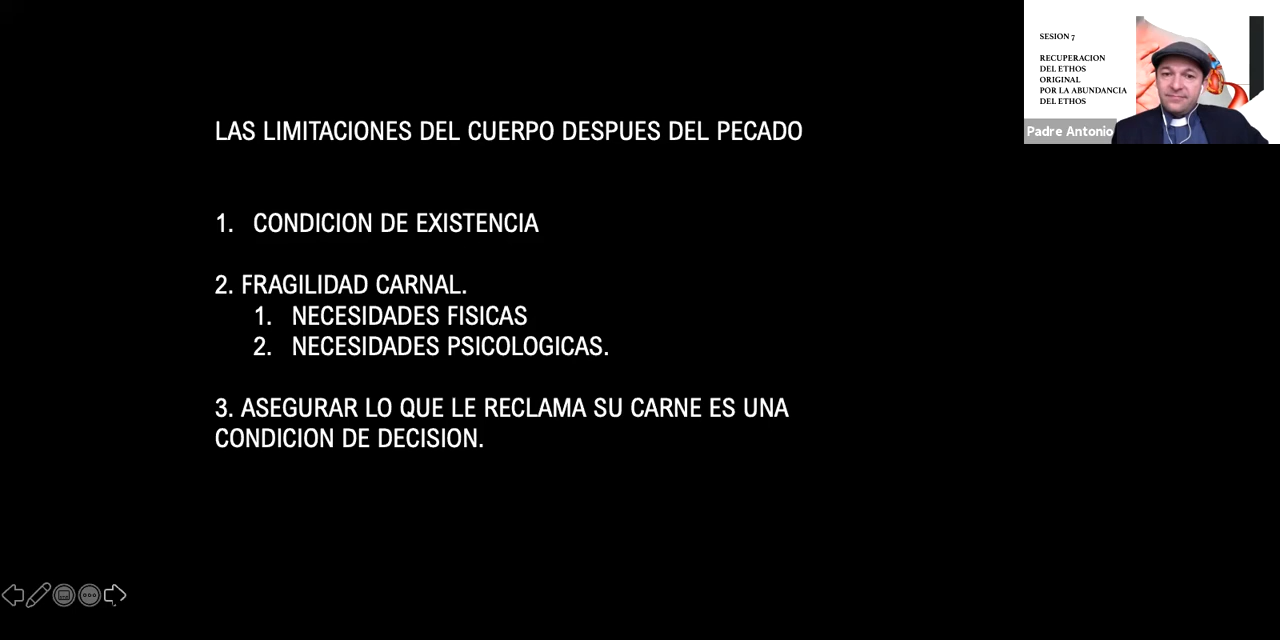 LAS LIMITACIONES DEL CUERPO DESPUES DEL PECADO
1. CONDICION DE EXISTENCIA
2. FRAGILIDAD CARNAL.
1. NECESIDADES FISICAS
2. NECESIDADES PSICOLOGICAS.
3. ASEGURAR LO QUE LE RECLAMA SU CARNE ES UNA
CONDICION DE DECISION.
SESION 7
RECUPERACION
DEL ETHOS
ORIGINAL
POR LA ABUNDANCIA
DEL ETHOS
Padre Antonio